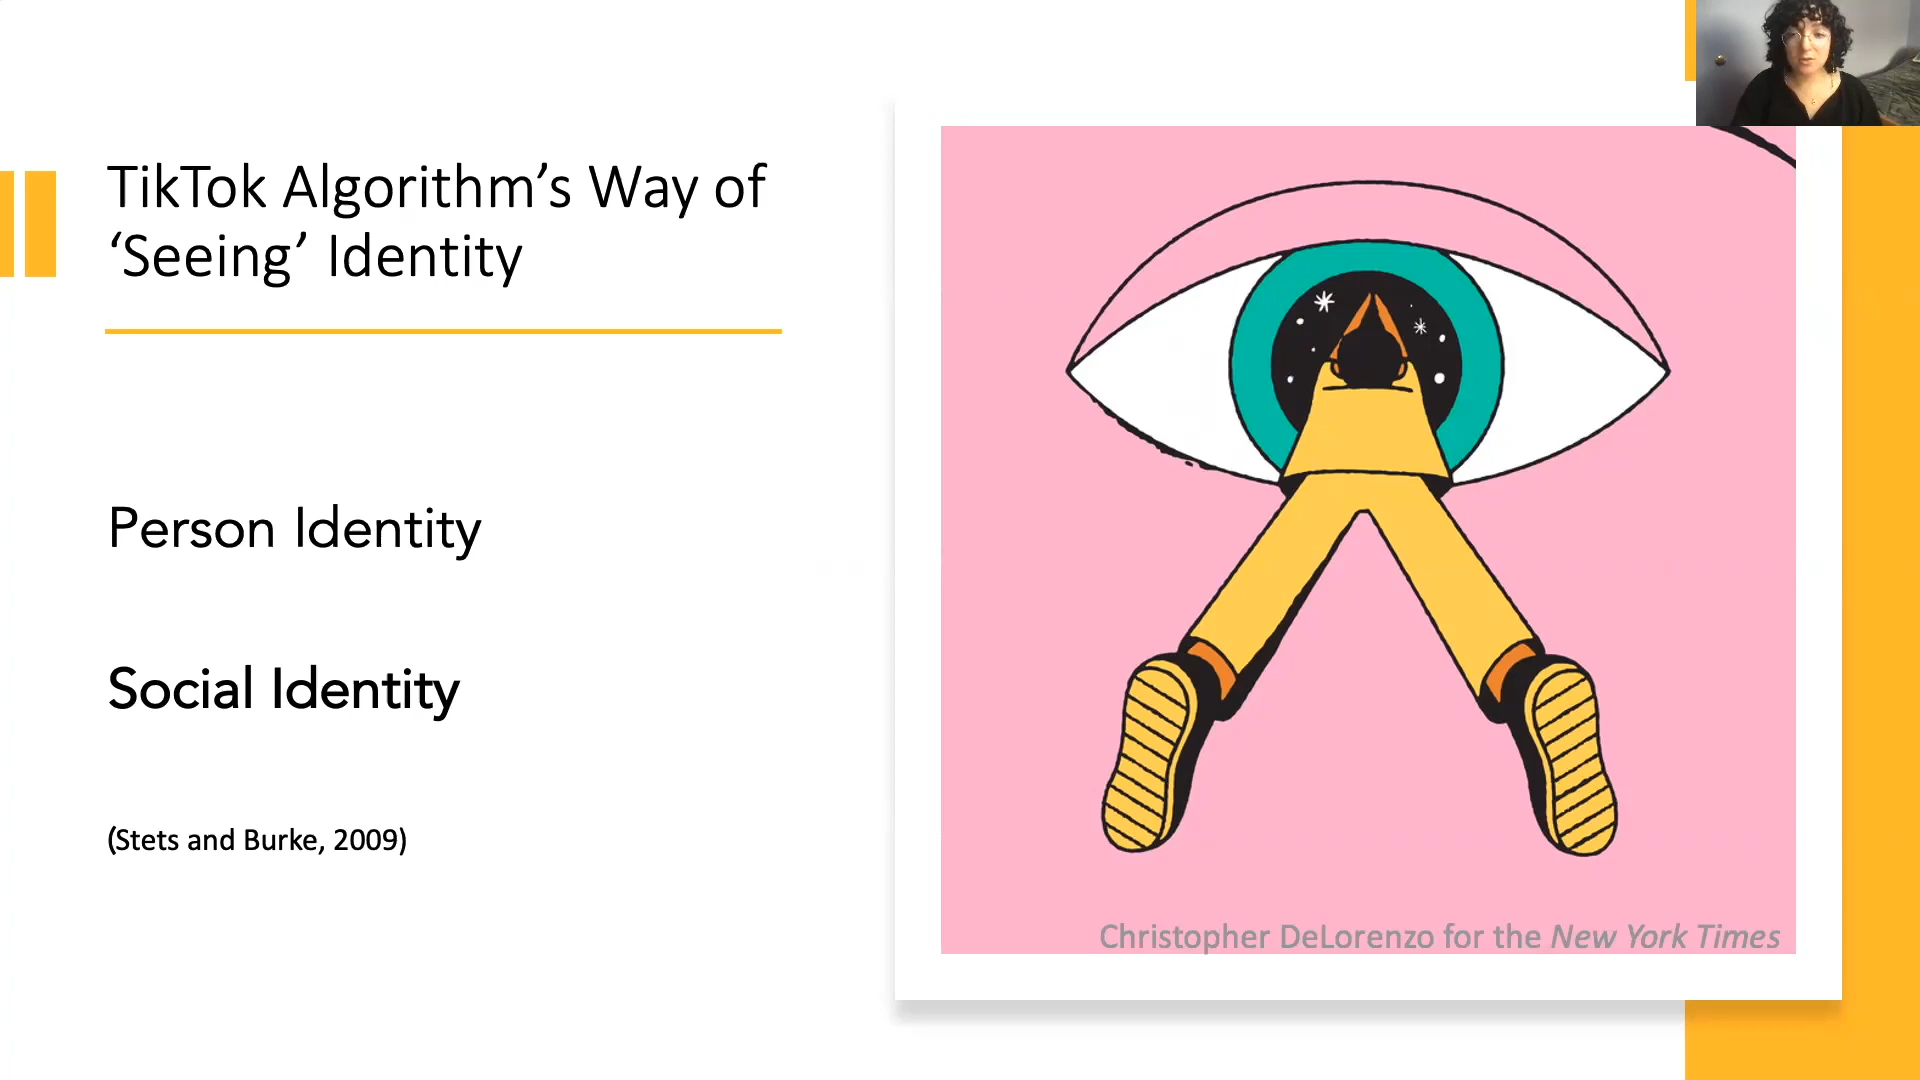 TikTok Algorithm’s Way of
‘Seeing’ Identity
Person Identity
Social Identity
(Stets and Burke, 2009)
Christopher DeLorenzo for the New York Times